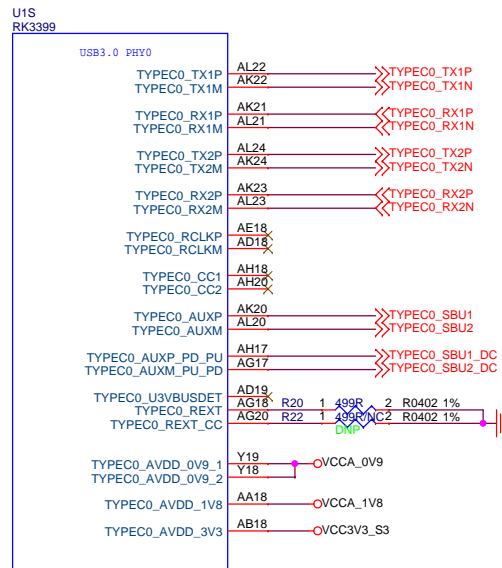 U1S
RK3399
USB3.0 PHY0
TYPEC0_TX1P AL22 TYPEC0_TX1P
TYPEC0_TX1M AK22 TYPEC0_TX1N
TYPEC0_RX1P AK21 TYPEC0_RX1P
TYPEC0_RX1M AL21 TYPEC0_RX1N
TYPEC0_TX2P AL24 TYPEC0_TX2P
TYPEC0_TX2M AK24 TYPEC0_TX2N
TYPEC0_RX2P AK23 TYPEC0_RX2P
TYPEC0_RX2M AL23 TYPEC0_RX2N
TYPEC0_RCLKP AE18
TYPEC0_RCLKM AD18
TYPEC0_CC1 AH18
TYPEC0_CC2 AH20
TYPEC0_AUXP AK20 TYPEC0_SBU1
TYPEC0_AUXM AL20 TYPEC0_SBU2
TYPEC0_AUXP_PD_PU AH17 TYPEC0_SBU1_DC
TYPEC0_AUXM_PU_PD AG17 TYPEC0_SBU2_DC
TYPEC0_U3VBUSDET AD19
TYPEC0_REXT AG18 R20 1 499R 2 R0402 1%
TYPEC0_REXT_CC AG20 R22 1 499R/NC 2 R0402 1%
DNP
TYPEC0_AVDD_0V9_1 Y19 VCCA_0V9
TYPEC0_AVDD_0V9_2 Y18
TYPEC0_AVDD_1V8 AA18 VCCA_1V8
TYPEC0_AVDD_3V3 AB18 VCC3V3_S3